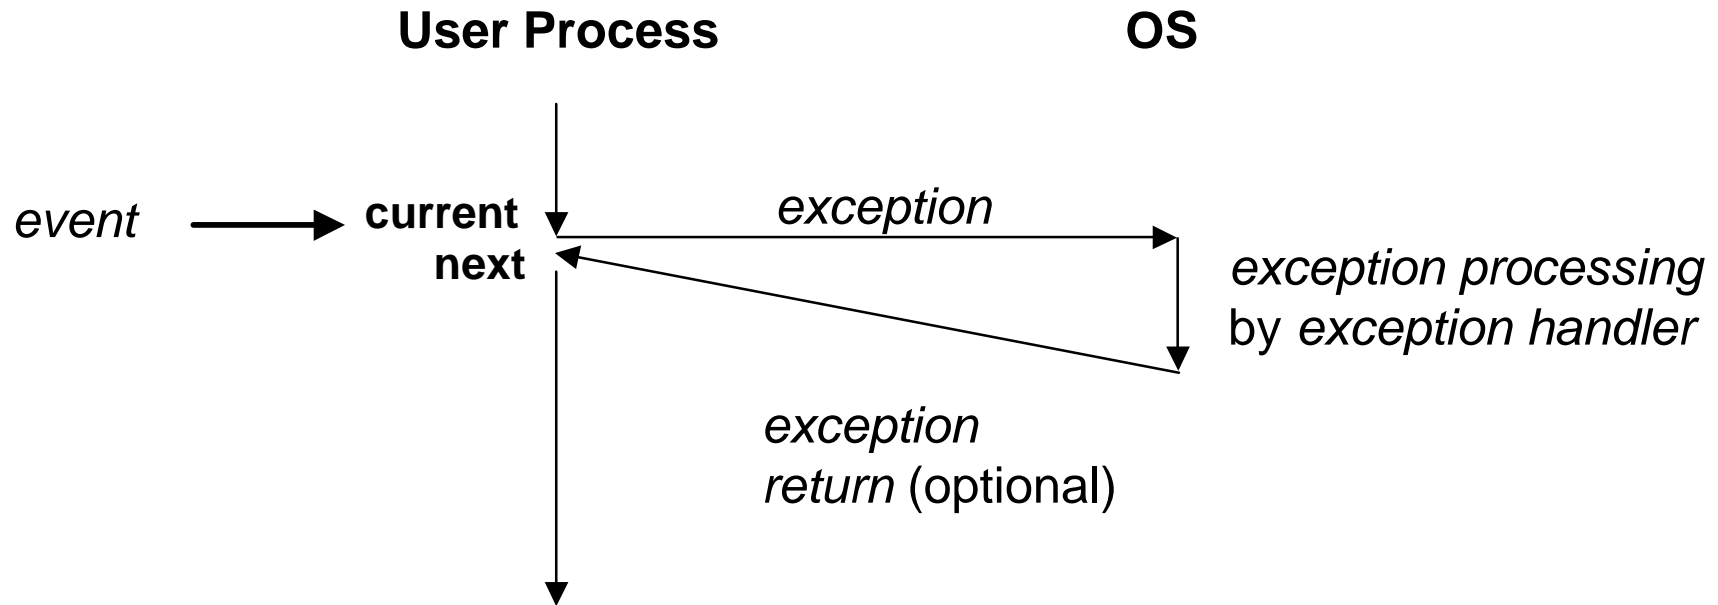 User Process
OS
event
current
next
exception
exception processing
by exception handler
exception
return (optional)